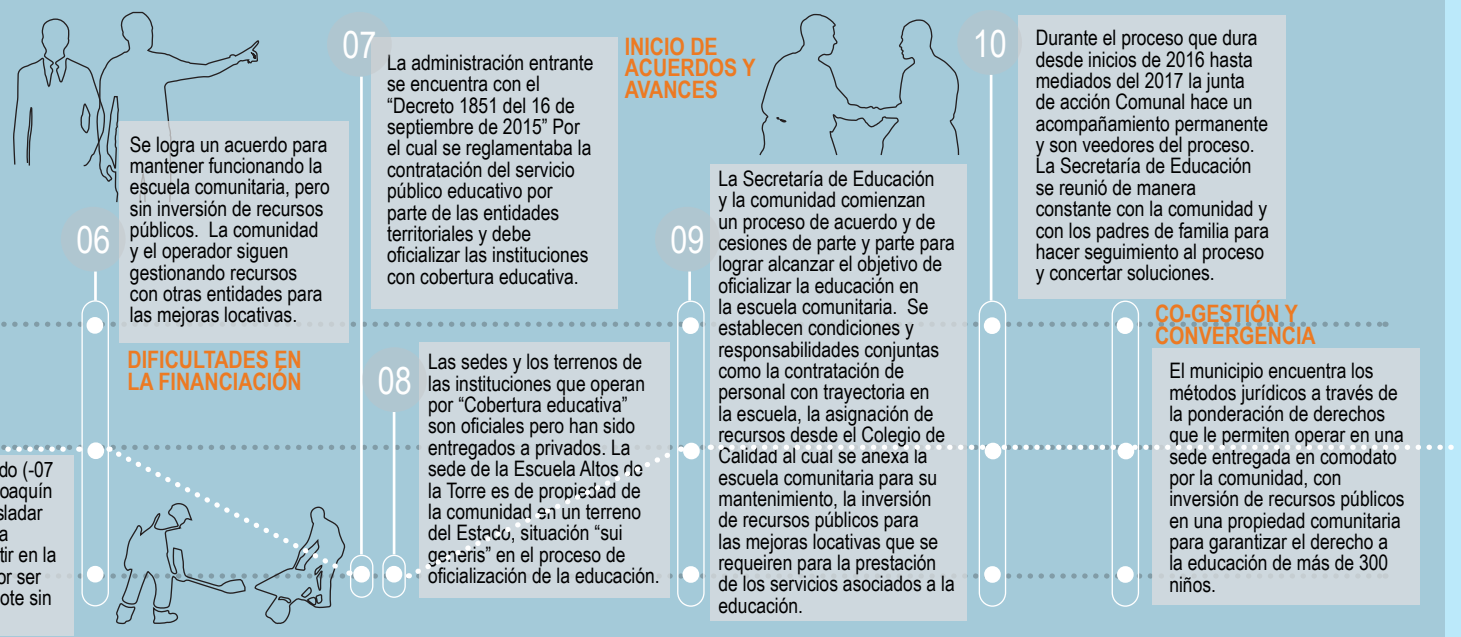 06
Se logra un acuerdo para
mantener funcionando la
escuela comunitaria, pero
sin inversión de recursos
públicos. La comunidad
y el operador siguen
gestionando recursos
con otras entidades para
las mejoras locativas.
DIFICULTADES EN
LA FINANCIACIÓN
do (-07
oaquín
sladar
a
tir en la
or ser
ote sin
07
La administración entrante
se encuentra con el
“Decreto 1851 del 16 de
septiembre de 2015” Por
el cual se reglamentaba la
contratación del servicio
público educativo por
parte de las entidades
territoriales y debe
oficializar las instituciones
con cobertura educativa.
08
Las sedes y los terrenos de
las instituciones que operan
por “Cobertura educativa”
son oficiales pero han sido
entregados a privados. La
sede de la Escuela Altos de
la Torre es de propiedad de
la comunidad en un terreno
del Estado, situación “sui
generis” en el proceso de
oficialización de la educación.
INICIO DE
ACUERDOS Y
AVANCES
09
La Secretaría de Educación
y la comunidad comienzan
un proceso de acuerdo y de
cesiones de parte y parte para
lograr alcanzar el objetivo de
oficializar la educación en
la escuela comunitaria. Se
establecen condiciones y
responsabilidades conjuntas
como la contratación de
personal con trayectoria en
la escuela, la asignación de
recursos desde el Colegio de
Calidad al cual se anexa la
escuela comunitaria para su
mantenimiento, la inversión
de recursos públicos para
las mejoras locativas que se
requeiren para la prestación
de los servicios asociados a la
educación.
10
Durante el proceso que dura
desde inicios de 2016 hasta
mediados del 2017 la junta
de acción Comunal hace un
acompañamiento permanente
y son veedores del proceso.
La Secretaría de Educación
se reunió de manera
constante con la comunidad y
con los padres de familia para
hacer seguimiento al proceso
y concertar soluciones.
CO-GESTIÓN Y
CONVERGENCIA
El municipio encuentra los
métodos jurídicos a través de
la ponderación de derechos
que le permiten operar en una
sede entregada en comodato
por la comunidad, con
inversión de recursos públicos
en una propiedad comunitaria
para garantizar el derecho a
la educación de más de 300
niños.